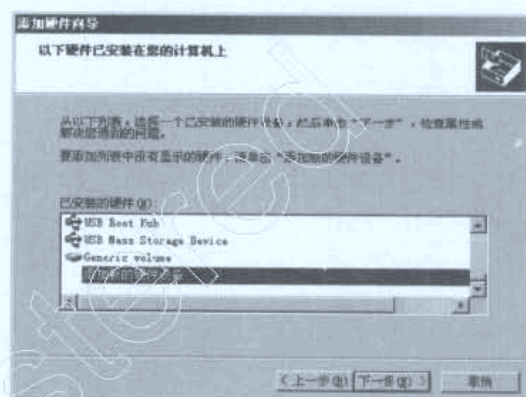 添加硬件向导
以下硬件已安装在您的计算机上
从以下列表，选择一个已安装的硬件设备，然后单击“下一步”，检查属性或
解决您遇到的问题。
要添加列表中没有显示的硬件，请单击“添加新的硬件设备”。
已安装的硬件(N):
USB Root Hub
USB Mass Storage Device
Generic volume
添加新的硬件设备
<上一步(B) 下一步(N)> 取消
stered